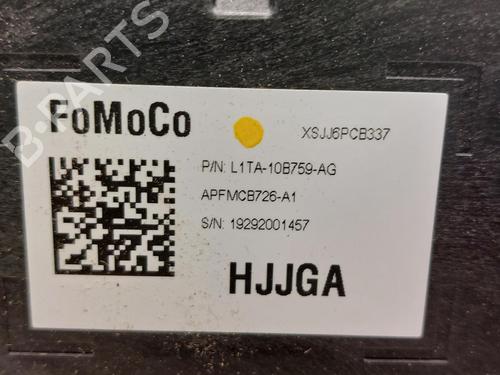 B-PARTS
FoMoCo
XSJJ6PCB337
P/N: L1TA-10B759-AG
APFMCB726-A1
S/N: 19292001457
HJJGA